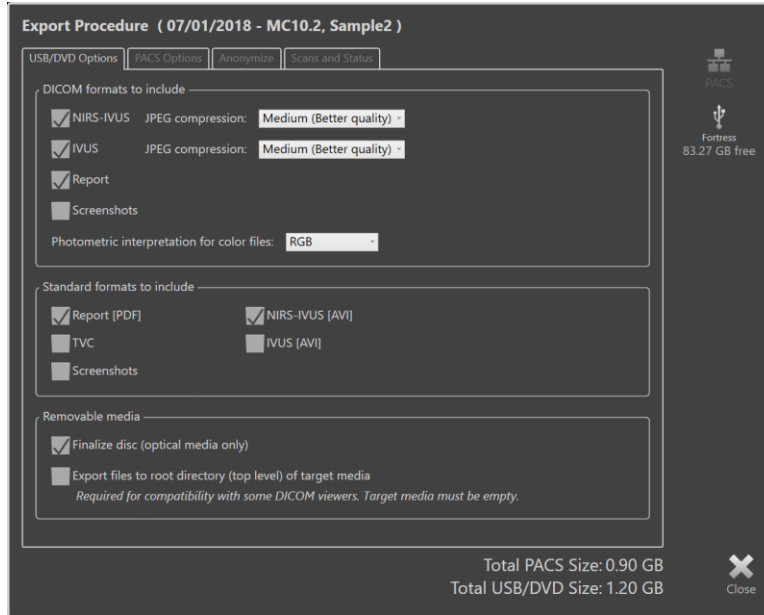 Export Procedure ( 07/01/2018 - MC10.2, Sample2 )
USB/DVD Options PACS Options Anonymize Scans and Status
PACS
Fortress
83.27 GB free
DICOM formats to include
NIRS-IVUS JPEG compression: Medium (Better quality)
IVUS JPEG compression: Medium (Better quality)
Report
Screenshots
Photometric interpretation for color files: RGB
Standard formats to include
Report [PDF] NIRS-IVUS [AVI]
TVC IVUS [AVI]
Screenshots
Removable media
Finalize disc (optical media only)
Export files to root directory (top level) of target media
Required for compatibility with some DICOM viewers. Target media must be empty.
Total PACS Size: 0.90 GB
Total USB/DVD Size: 1.20 GB
Close